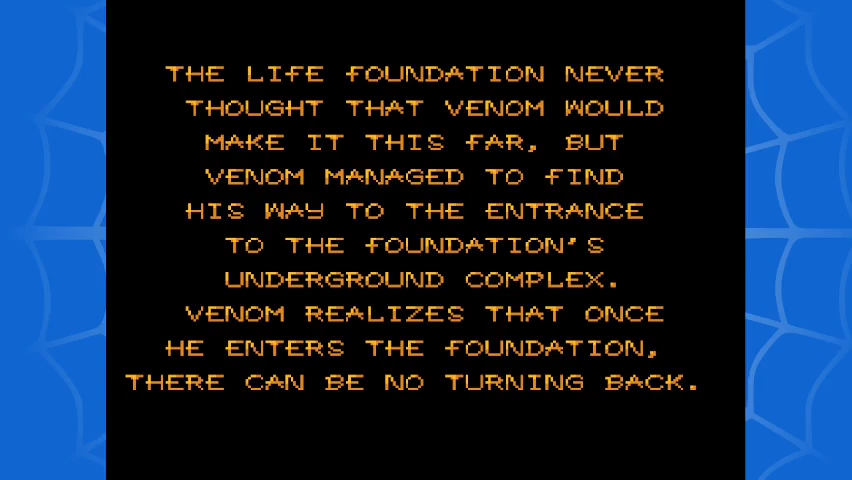 THE LIFE FOUNDATION NEVER
THOUGHT THAT VENOM WOULD
MAKE IT THIS FAR, BUT
VENOM MANAGED TO FIND
HIS WAY TO THE ENTRANCE
TO THE FOUNDATION'S
UNDERGROUND COMPLEX.
VENOM REALIZES THAT ONCE
HE ENTERS THE FOUNDATION,
THERE CAN BE NO TURNING BACK.